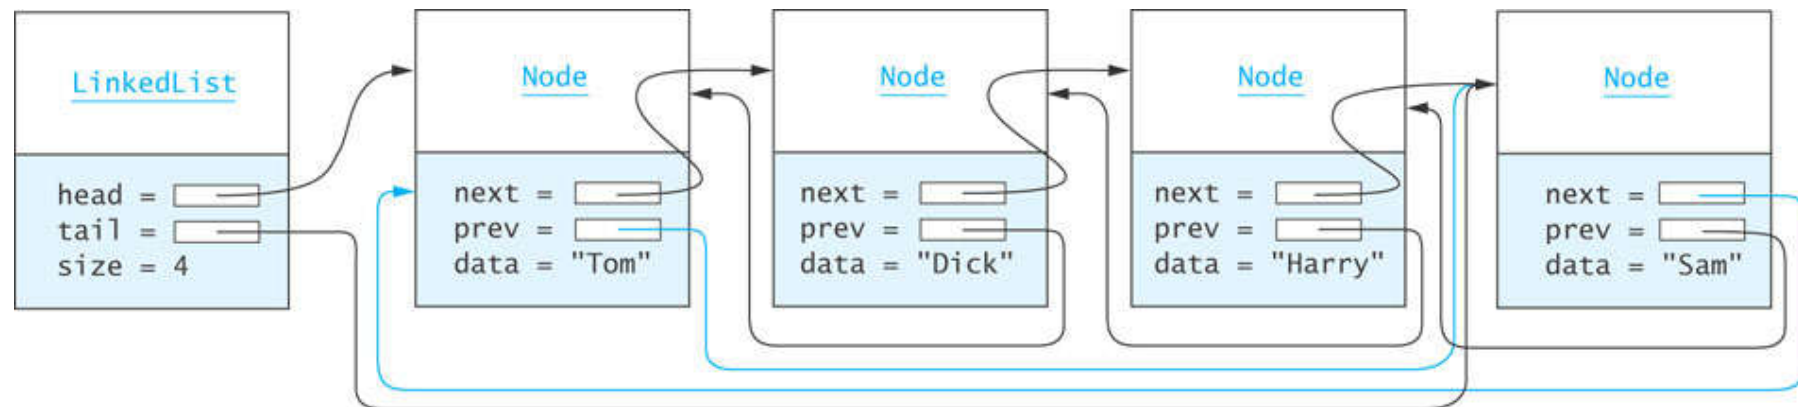 LinkedList
head =
tail =
size = 4
Node
next =
prev =
data = "Tom"
Node
next =
prev =
data = "Dick"
Node
next =
prev =
data = "Harry"
Node
next =
prev =
data = "Sam"